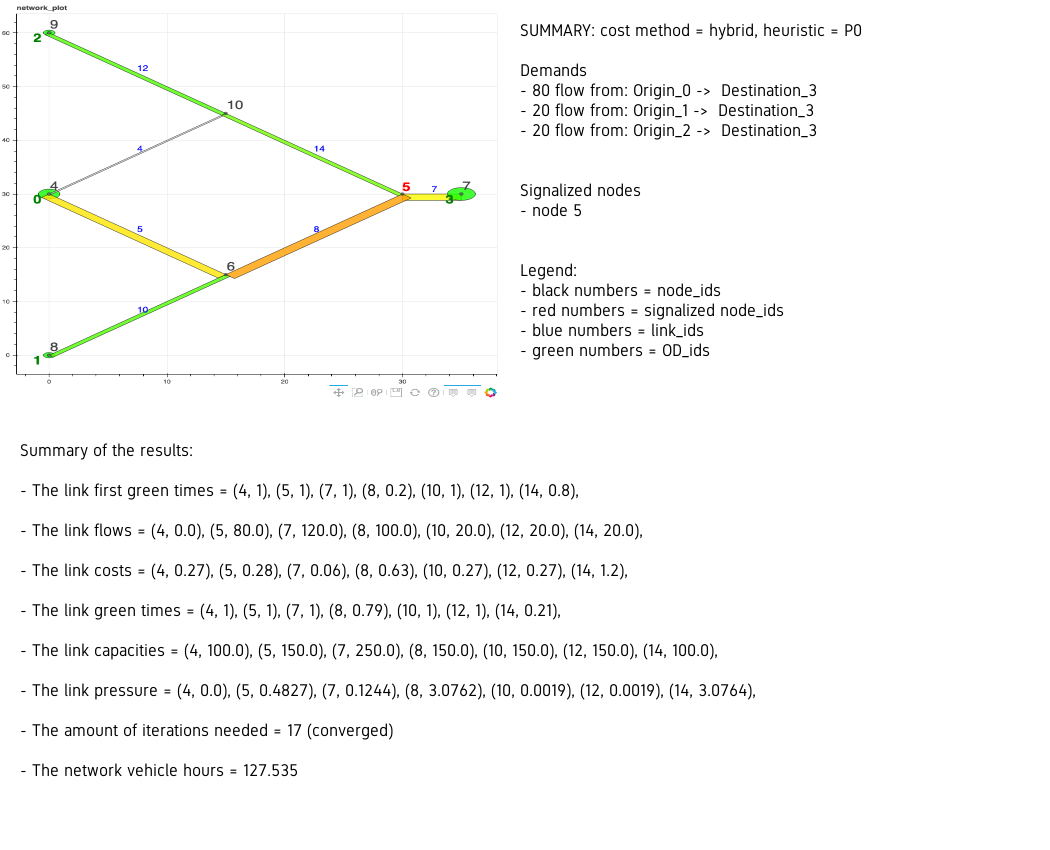 network_plot
9
2
12
10
4
14
4
0
5
7
7
3
5
8
6
10
8
1
60
50
40
30
20
10
0
0
10
20
30
SUMMARY: cost method = hybrid, heuristic = P0
Demands
- 80 flow from: Origin_0 -> Destination_3
- 20 flow from: Origin_1 -> Destination_3
- 20 flow from: Origin_2 -> Destination_3
Signalized nodes
- node 5
Legend:
- black numbers = node_ids
- red numbers = signalized node_ids
- blue numbers = link_ids
- green numbers = OD_ids
Summary of the results:
- The link first green times = (4, 1), (5, 1), (7, 1), (8, 0.2), (10, 1), (12, 1), (14, 0.8),
- The link flows = (4, 0.0), (5, 80.0), (7, 120.0), (8, 100.0), (10, 20.0), (12, 20.0), (14, 20.0),
- The link costs = (4, 0.27), (5, 0.28), (7, 0.06), (8, 0.63), (10, 0.27), (12, 0.27), (14, 1.2),
- The link green times = (4, 1), (5, 1), (7, 1), (8, 0.79), (10, 1), (12, 1), (14, 0.21),
- The link capacities = (4, 100.0), (5, 150.0), (7, 250.0), (8, 150.0), (10, 150.0), (12, 150.0), (14, 100.0),
- The link pressure = (4, 0.0), (5, 0.4827), (7, 0.1244), (8, 3.0762), (10, 0.0019), (12, 0.0019), (14, 3.0764),
- The amount of iterations needed = 17 (converged)
- The network vehicle hours = 127.535